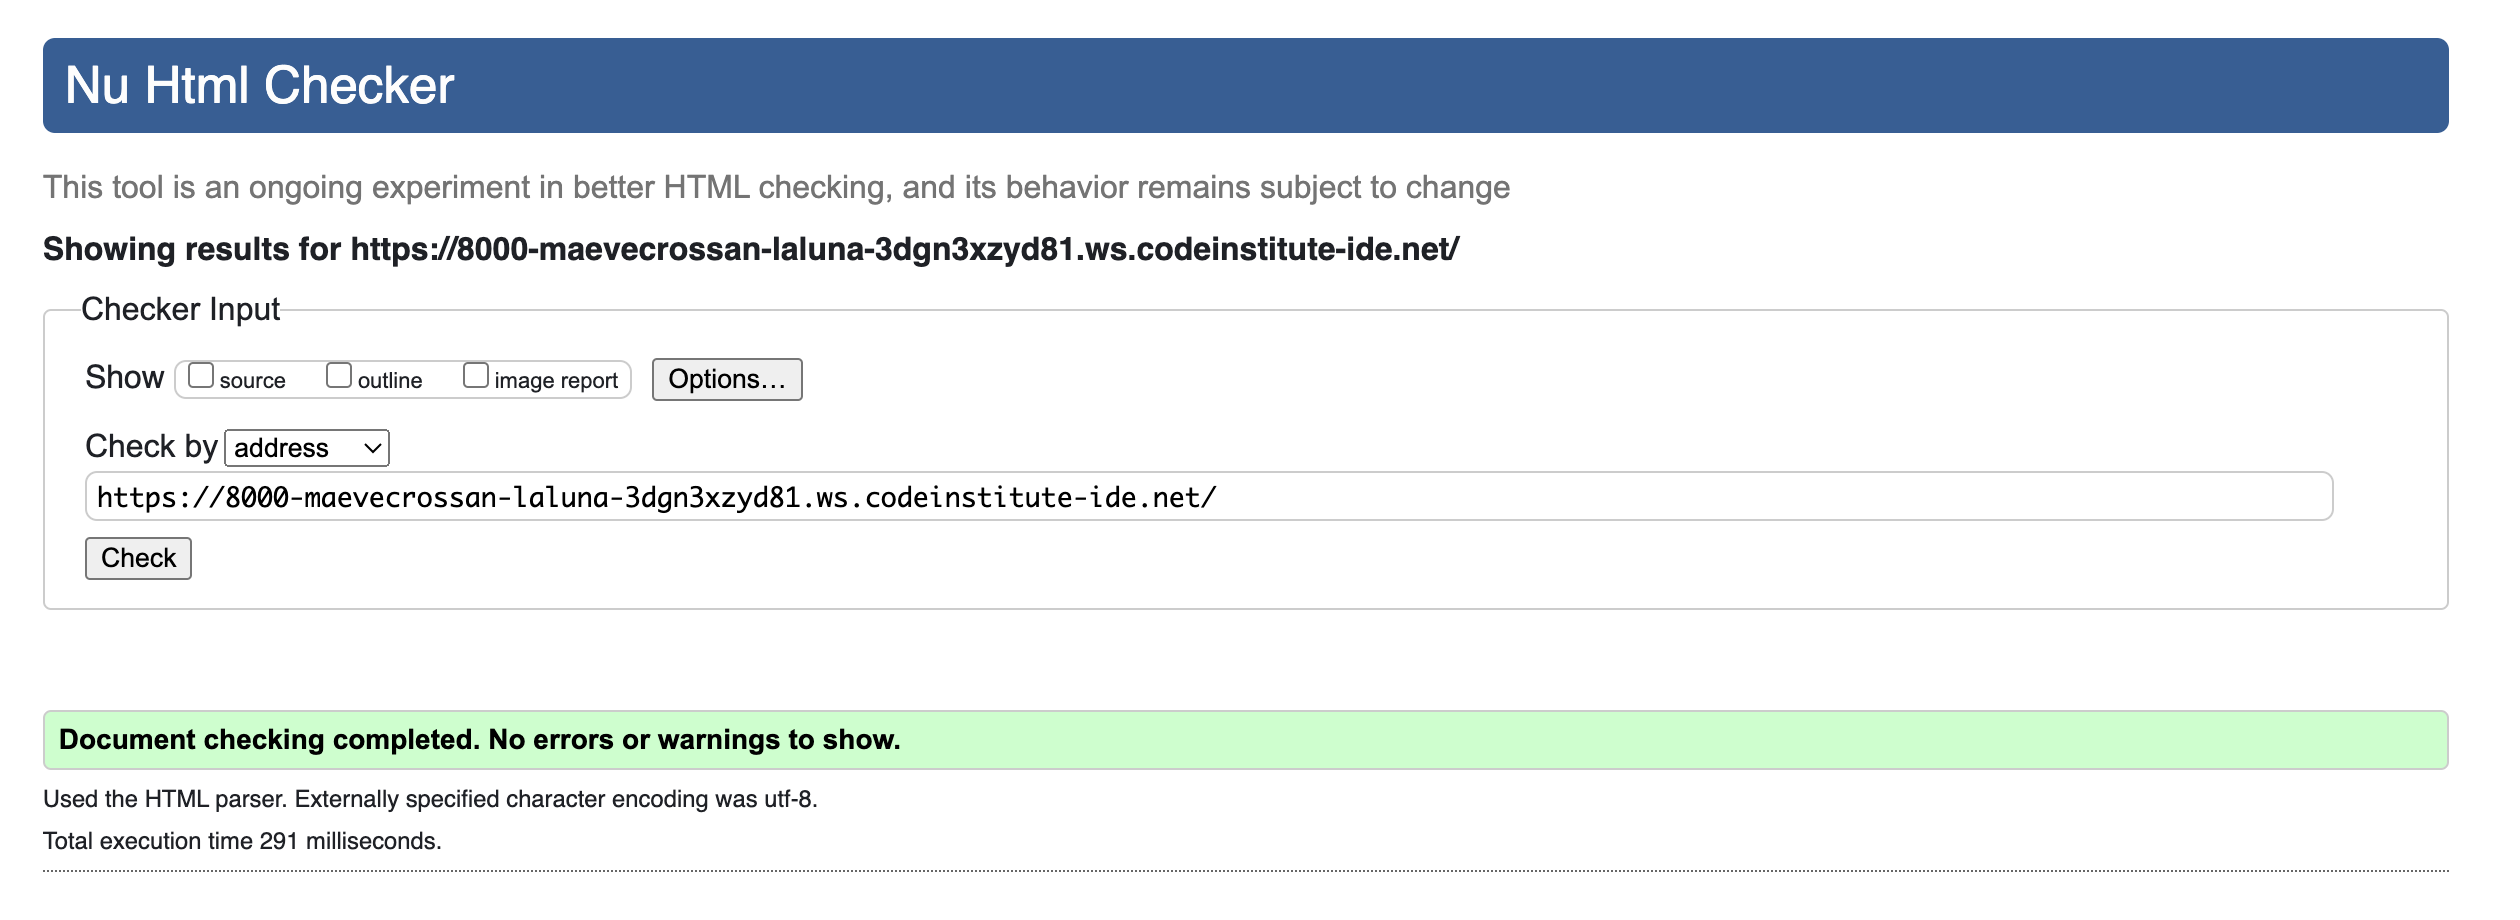 Nu Html Checker
This tool is an ongoing experiment in better HTML checking, and its behavior remains subject to change
Showing results for https://8000-maevecrossan-laluna-3dgn3xzyd81.ws.codeinstitute-ide.net/
Checker Input
Show source outline image report Options...
Check by address
https://8000-maevecrossan-laluna-3dgn3xzyd81.ws.codeinstitute-ide.net/
Check
Document checking completed. No errors or warnings to show.
Used the HTML parser. Externally specified character encoding was utf-8.
Total execution time 291 milliseconds.